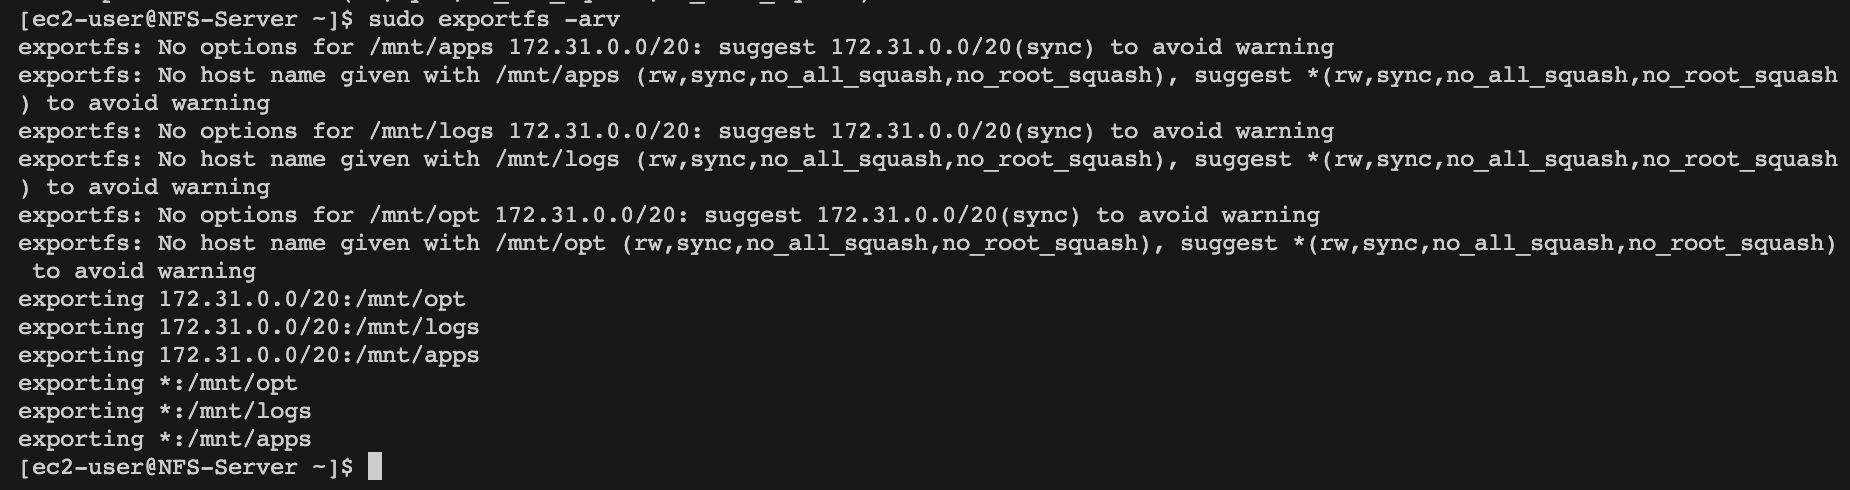 [ec2-user@NFS-Server ~]$ sudo exportfs -arv
exportfs: No options for /mnt/apps 172.31.0.0/20: suggest 172.31.0.0/20(sync) to avoid warning
exportfs: No host name given with /mnt/apps (rw,sync,no_all_squash,no_root_squash), suggest *(rw,sync,no_all_squash,no_root_squash
) to avoid warning
exportfs: No options for /mnt/logs 172.31.0.0/20: suggest 172.31.0.0/20(sync) to avoid warning
exportfs: No host name given with /mnt/logs (rw,sync,no_all_squash,no_root_squash), suggest *(rw,sync,no_all_squash,no_root_squash
) to avoid warning
exportfs: No options for /mnt/opt 172.31.0.0/20: suggest 172.31.0.0/20(sync) to avoid warning
exportfs: No host name given with /mnt/opt (rw,sync,no_all_squash,no_root_squash), suggest *(rw,sync,no_all_squash,no_root_squash)
 to avoid warning
exporting 172.31.0.0/20:/mnt/opt
exporting 172.31.0.0/20:/mnt/logs
exporting 172.31.0.0/20:/mnt/apps
exporting *:/mnt/opt
exporting *:/mnt/logs
exporting *:/mnt/apps
[ec2-user@NFS-Server ~]$